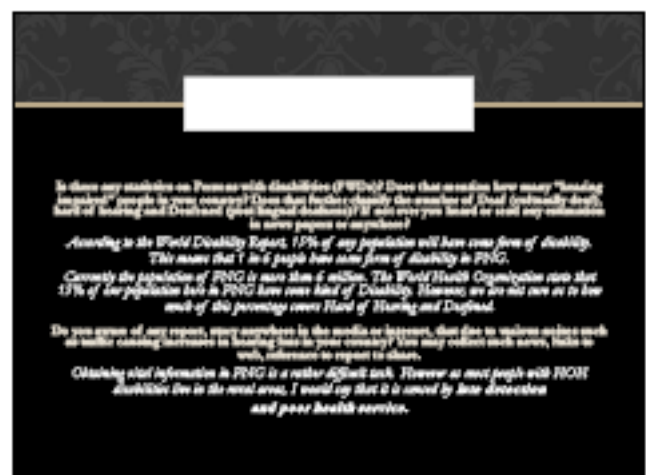 Is there any statistics on Persons with disabilities (PWDs)? Does that mention how many "hearing
impaired" people in your country? Does that further classify the number of Deaf (culturally deaf),
hard of hearing and Deafened (post lingual deafness)? If not have you heard or read any estimation
in news papers or anywhere?
According to the World Disability Report, 15% of any population will have some form of disability.
This means that 1 in 6 people have some form of disability in PNG.
Currently the population of PNG is more than 6 million. The World Health Organization states that
15% of the population here in PNG have some kind of Disability. However, we are not sure as to how
much of this percentage covers Hard of Hearing and Deafened.
Do you aware of any report, story anywhere in the media or internet, that due to various noises such
as causing increases in hearing loss in your country? You may collect such news, links to
web, reference to report to share.
Obtaining vital information in PNG is a rather difficult task. However as most people with HOH
disabilities live in the rural areas, I would say that it is caused by late detection
and poor health service.